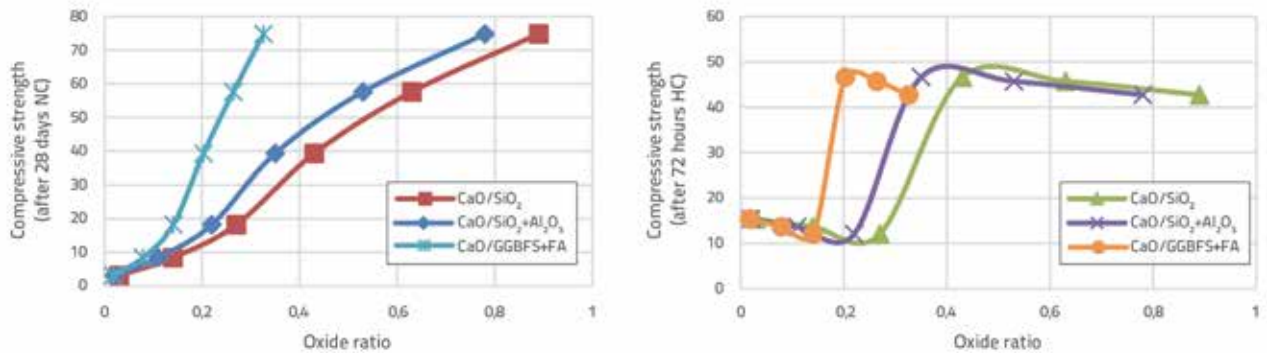 Compressive strength
(after 28 days NC)
80
70
60
50
40
30
20
10
0
0 0,2 0,4 0,6 0,8 1
Oxide ratio
CaO/SiO₂
CaO/SiO₂+Al₂O₃
CaO/GGBFS+FA
Compressive strength
(after 72 hours HC)
60
50
40
30
20
10
0
0 0,2 0,4 0,6 0,8 1
Oxide ratio
CaO/SiO₂
CaO/SiO₂+Al₂O₃
CaO/GGBFS+FA